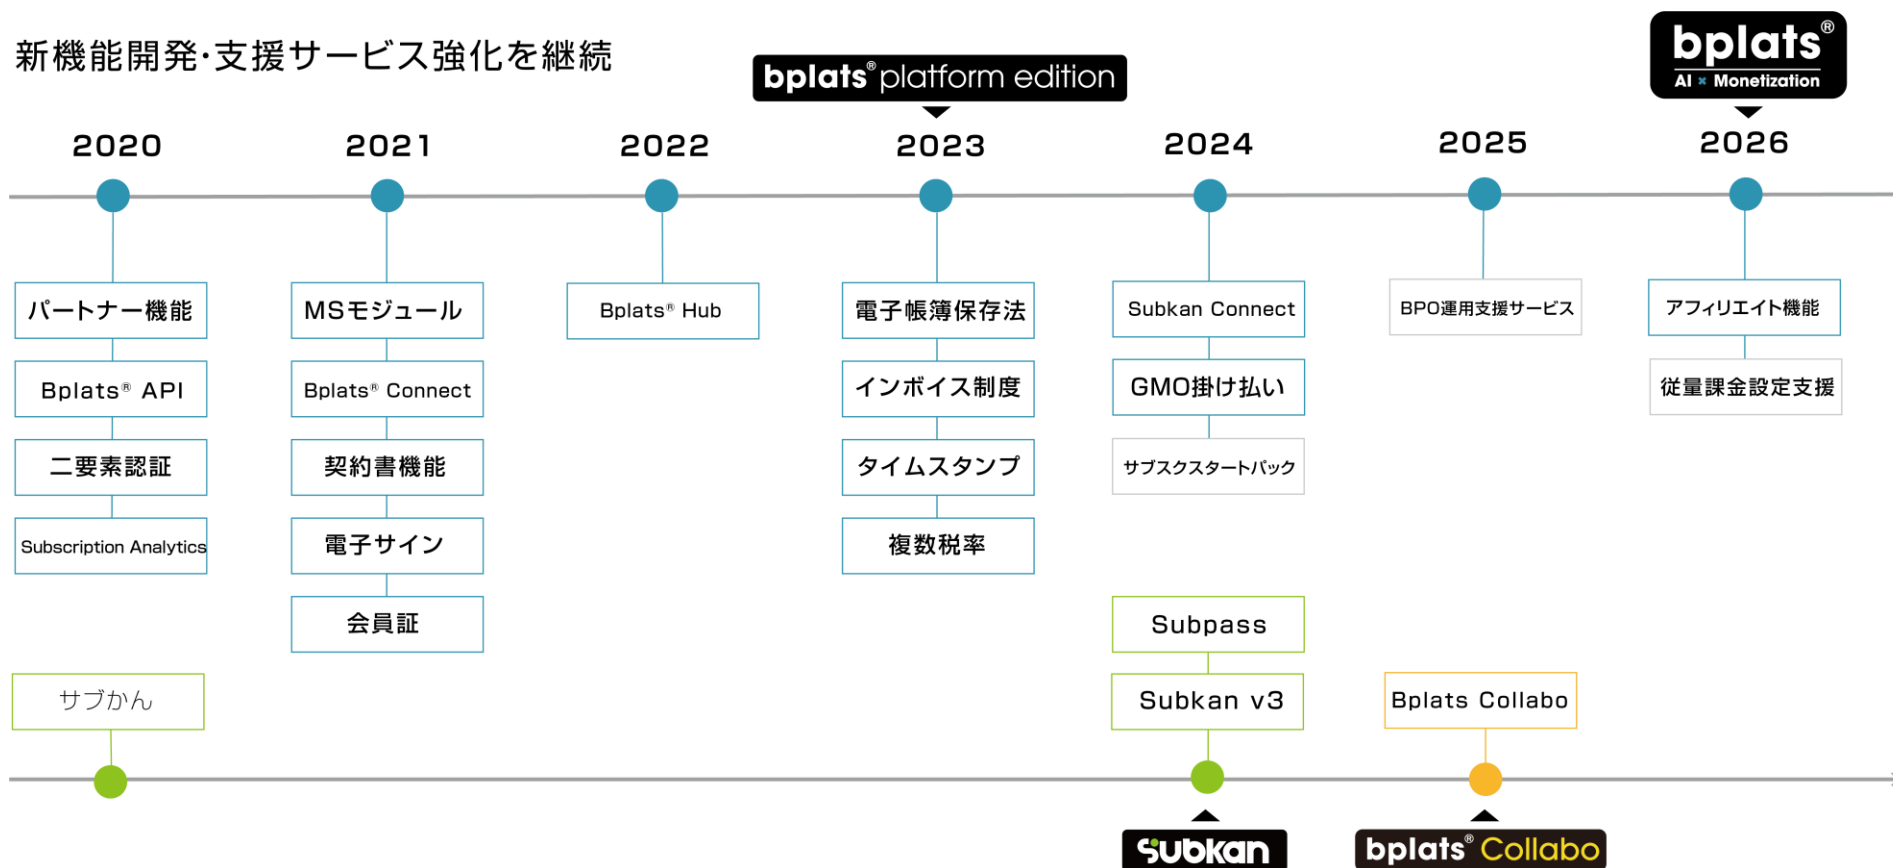 新機能開発・支援サービス強化を継続
bplats® platform edition
bplats®
AI × Monetization
2020
2021
2022
2023
2024
2025
2026
パートナー機能
Bplats® API
二要素認証
Subscription Analytics
MSモジュール
Bplats® Connect
契約書機能
電子サイン
会員証
Bplats® Hub
電子帳簿保存法
インボイス制度
タイムスタンプ
複数税率
Subkan Connect
GMO掛け払い
サブスクスタートパック
BPO運用支援サービス
アフィリエイト機能
従量課金設定支援
サブかん
Subpass
Subkan v3
Bplats Collabo
Subkan
bplats® Collabo